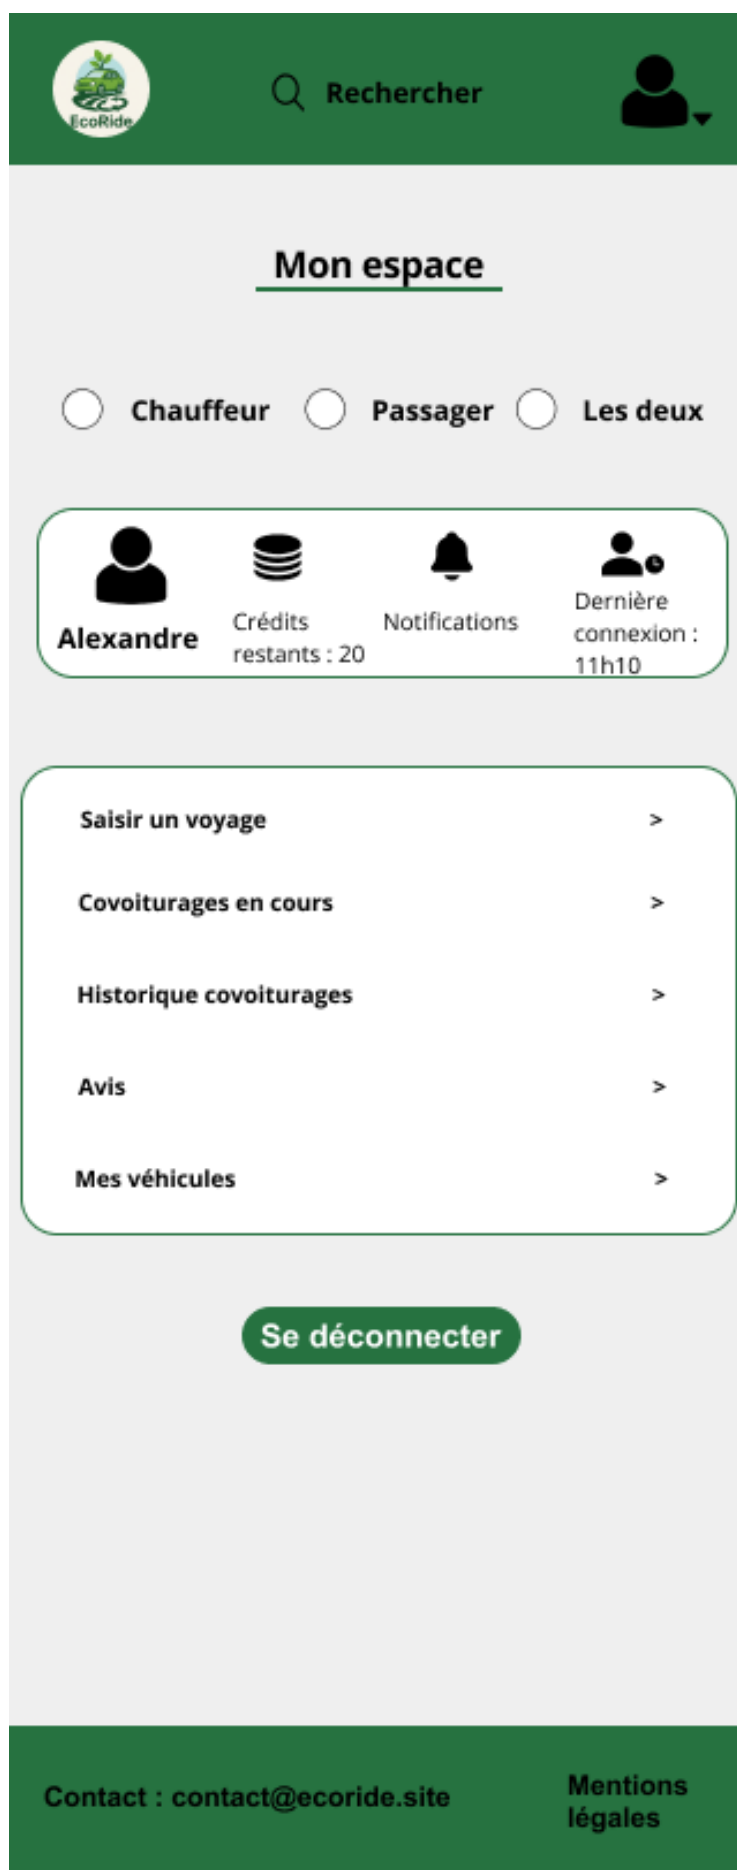 EcoRide
Rechercher
Mon espace
Chauffeur
Passager
Les deux
Alexandre
Crédits
restants : 20
Notifications
Dernière
connexion :
11h10
Saisir un voyage >
Covoiturages en cours >
Historique covoiturages >
Avis >
Mes véhicules >
Se déconnecter
Contact : contact@ecoride.site
Mentions
légales